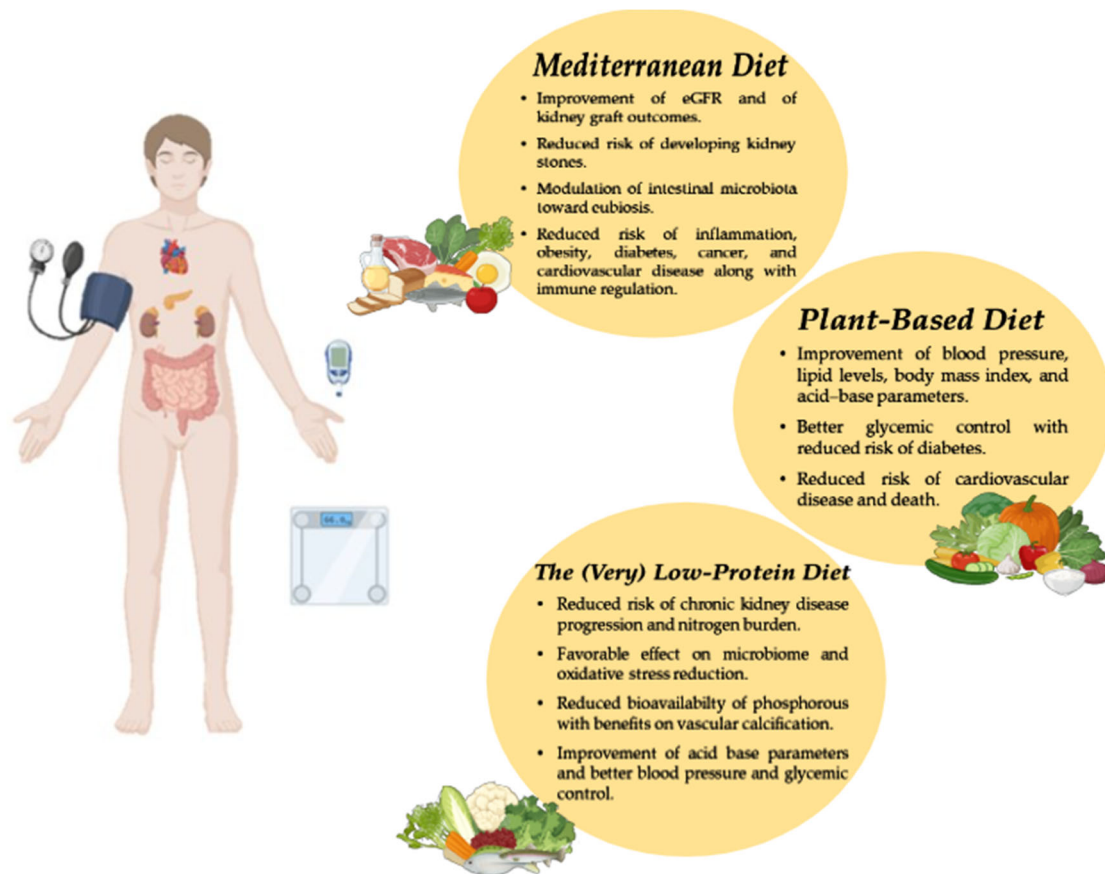 Mediterranean Diet
• Improvement of eGFR and of
kidney graft outcomes.
• Reduced risk of developing kidney
stones.
• Modulation of intestinal microbiota
toward eubiosis.
• Reduced risk of inflammation,
obesity, diabetes, cancer, and
cardiovascular disease along with
immune regulation.
Plant-Based Diet
• Improvement of blood pressure,
lipid levels, body mass index, and
acid–base parameters.
• Better glycemic control with
reduced risk of diabetes.
• Reduced risk of cardiovascular
disease and death.
The (Very) Low-Protein Diet
• Reduced risk of chronic kidney disease
progression and nitrogen burden.
• Favorable effect on microbiome and
oxidative stress reduction.
• Reduced bioavailabilty of phosphorous
with benefits on vascular calcification.
• Improvement of acid base parameters
and better blood pressure and glycemic
control.